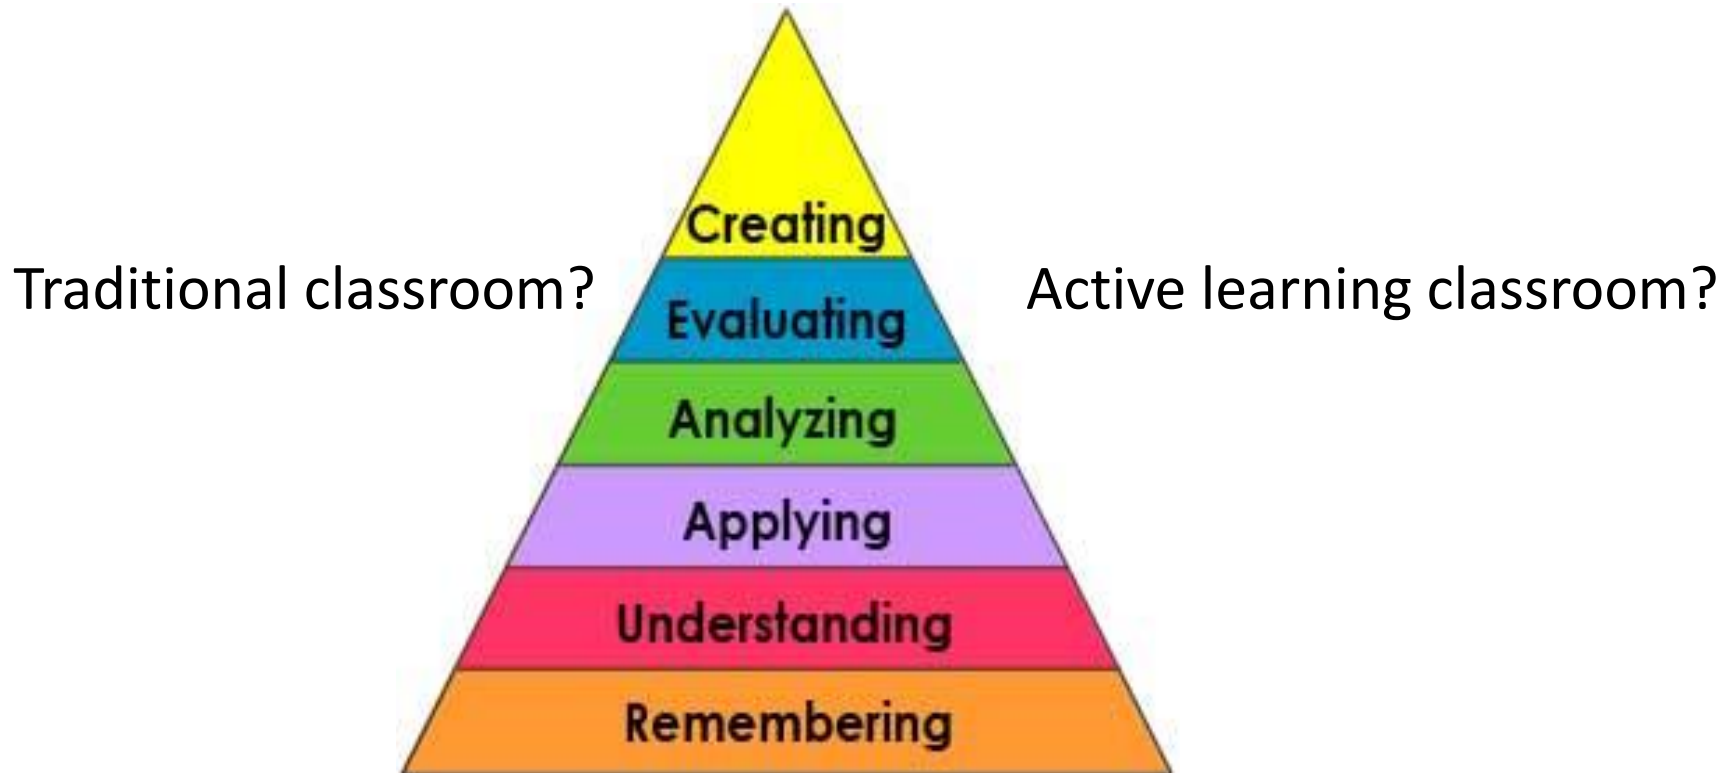 Creating
Traditional classroom?
Active learning classroom?
Evaluating
Analyzing
Applying
Understanding
Remembering